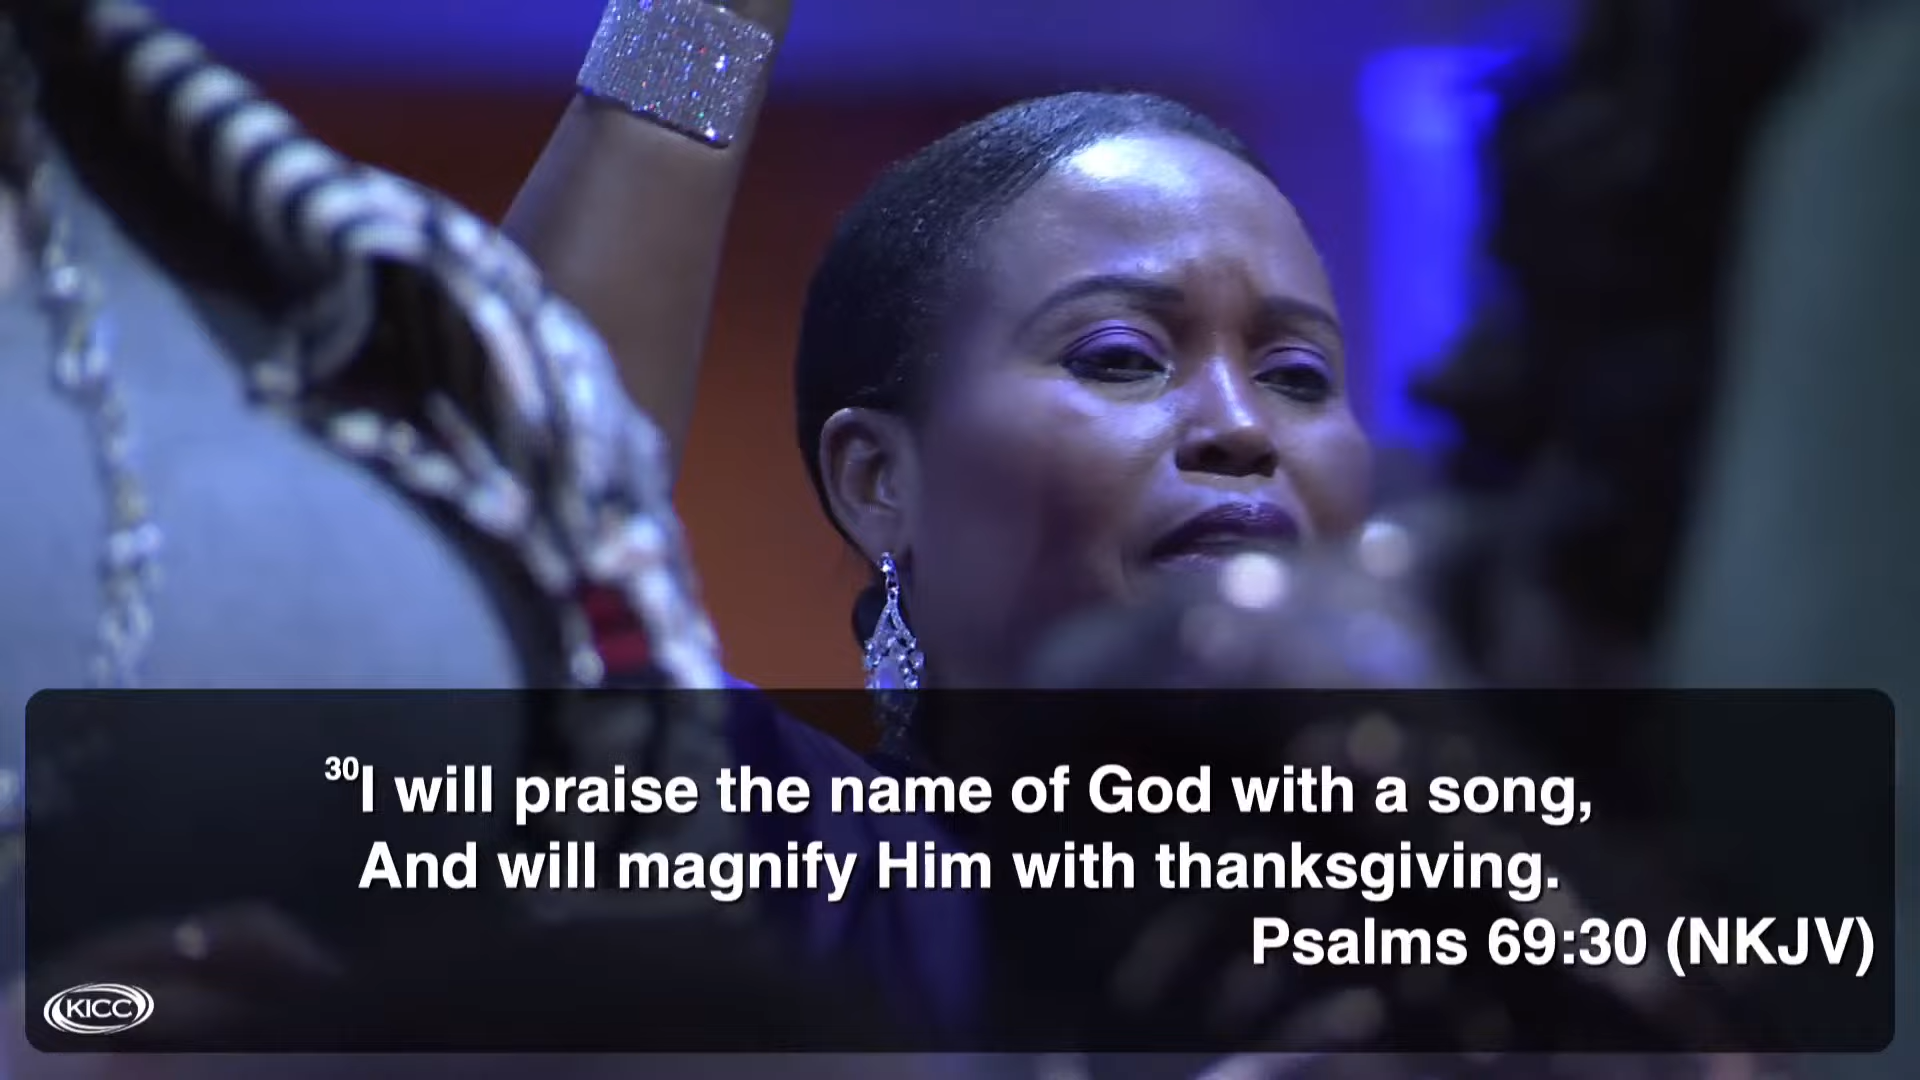 ³⁰I will praise the name of God with a song,
And will magnify Him with thanksgiving.
Psalms 69:30 (NKJV)
KICC